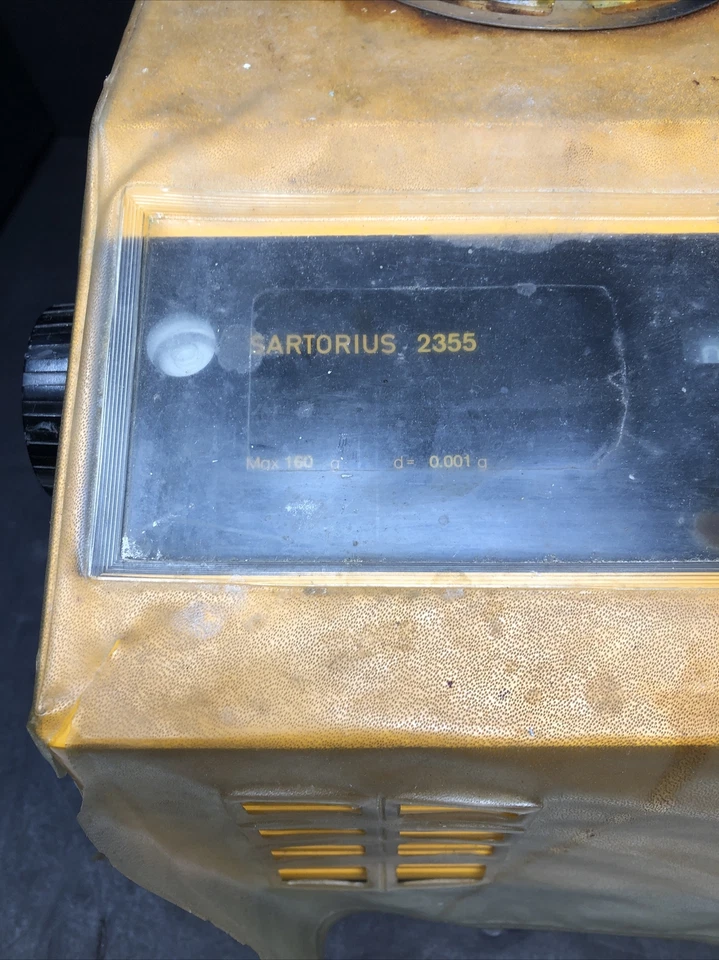 SARTORIUS 2355
Max 160 g d= 0.001 g